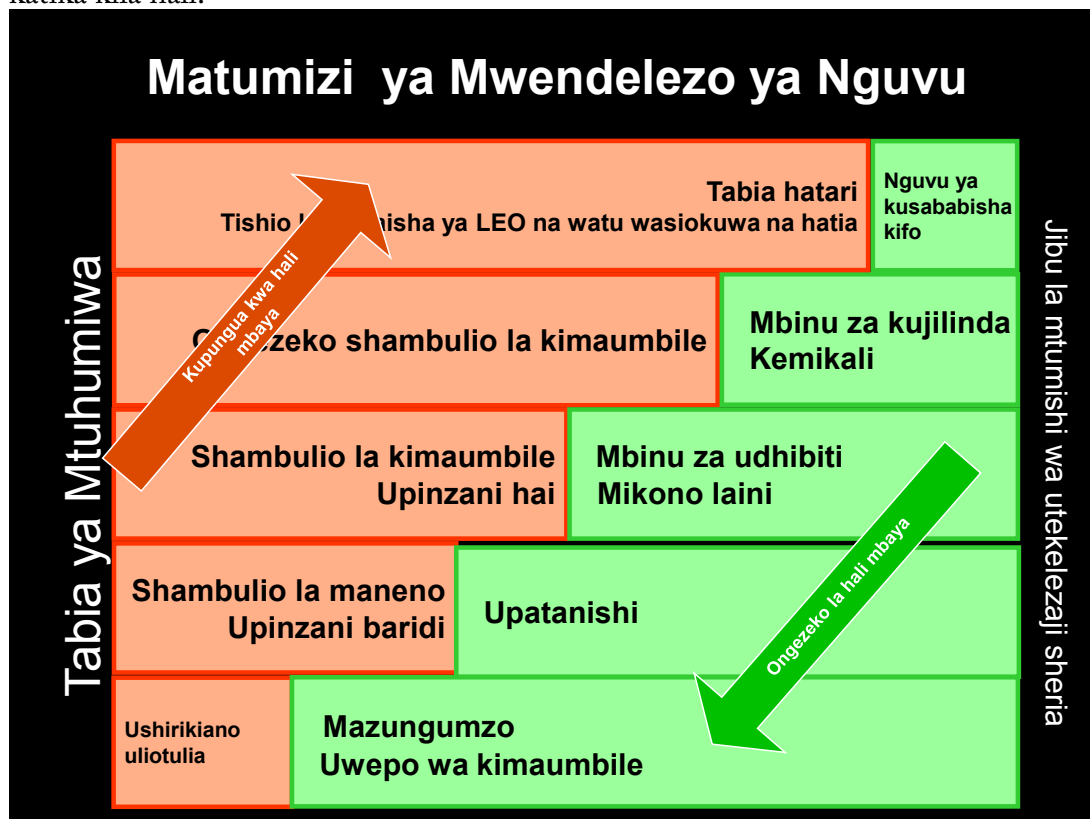 Matumizi ya Mwendelezo ya Nguvu
Tabia ya Mtuhumiwa
Tabia hatari
Tishio ya LEO na watu wasiokuwa na hatia
Nguvu ya
kusababisha
kifo
Kupungua kwa hali
mbaya
shambulio la kimaumbile
Mbinu za kujilinda
Kemikali
Shambulio la kimaumbile
Upinzani hai
Mbinu za udhibiti
Mikono laini
Shambulio la maneno
Upinzani baridi
Upatanishi
Ongezeko la hali mbaya
Ushirikiano
uliotulia
Mazungumzo
Uwepo wa kimaumbile
Jibu la mtumishi wa utekelezaji sheria